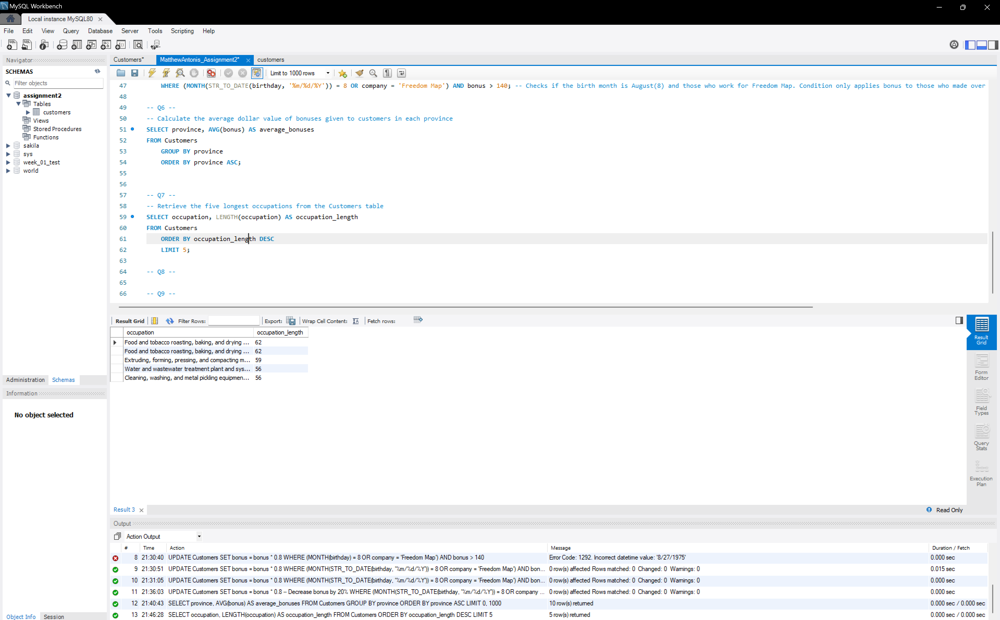 MySQL Workbench
Local instance MySQL80
File Edit View Query Database Server Tools Scripting Help
Navigator
SCHEMAS
Filter objects
assignment2
Tables
customers
Views
Stored Procedures
Functions
sakila
sys
week_01_test
world
Administration Schemas
Information
No object selected
Object Info Session
Customers* MatthewAntonis_Assignment2* customers
Limit to 1000 rows
47 WHERE (MONTH(STR_TO_DATE(birthday, '%m/%d/%Y')) = 8 OR company = 'Freedom Map') AND bonus > 140; -- Checks if the birth month is August(8) and those who work for Freedom Map. Condition only applies bonus to those who made over
48
49 -- Q6 --
50 -- Calculate the average dollar value of bonuses given to customers in each province
51 SELECT province, AVG(bonus) AS average_bonuses
52 FROM Customers
53 GROUP BY province
54 ORDER BY province ASC;
55
56
57 -- Q7 --
58 -- Retrieve the five longest occupations from the Customers table
59 SELECT occupation, LENGTH(occupation) AS occupation_length
60 FROM Customers
61 ORDER BY occupation_length DESC
62 LIMIT 5;
63
64 -- Q8 --
65
66 -- Q9 --
Result Grid Filter Rows: Export: Wrap Cell Content: Fetch rows:
occupation occupation_length
Food and tobacco roasting, baking, and drying ... 62
Food and tobacco roasting, baking, and drying ... 62
Extruding, forming, pressing, and compacting m... 59
Water and wastewater treatment plant and sys... 56
Cleaning, washing, and metal pickling equipmen... 56
Result Grid
Form Editor
Field Types
Query Stats
Execution Plan
Result 3
Read Only
Output
Action Output
# Time Action Message Duration / Fetch
8 21:30:40 UPDATE Customers SET bonus = bonus * 0.8 WHERE (MONTH(birthday) = 8 OR company = 'Freedom Map') AND bonus > 140 Error Code: 1292. Incorrect datetime value: '8/27/1975' 0.000 sec
9 21:30:51 UPDATE Customers SET bonus = bonus * 0.8 WHERE (MONTH(STR_TO_DATE(birthday, '%m/%d/%Y')) = 8 OR company = 'Freedom Map') AND bon... 0 row(s) affected Rows matched: 0 Changed: 0 Warnings: 0 0.015 sec
10 21:31:05 UPDATE Customers SET bonus = bonus * 0.8 WHERE (MONTH(STR_TO_DATE(birthday, '%m/%d/%Y')) = 8 OR company = 'Freedom Map') AND bon... 0 row(s) affected Rows matched: 0 Changed: 0 Warnings: 0 0.000 sec
11 21:36:03 UPDATE Customers SET bonus = bonus * 0.8 -- Decrease bonus by 20% WHERE (MONTH(STR_TO_DATE(birthday, '%m/%d/%Y')) = 8 OR company ... 0 row(s) affected Rows matched: 0 Changed: 0 Warnings: 0 0.000 sec
12 21:40:43 SELECT province, AVG(bonus) AS average_bonuses FROM Customers GROUP BY province ORDER BY province ASC LIMIT 0, 1000 10 row(s) returned 0.000 sec / 0.000 sec
13 21:46:28 SELECT occupation, LENGTH(occupation) AS occupation_length FROM Customers ORDER BY occupation_length DESC LIMIT 5 5 row(s) returned 0.000 sec / 0.000 sec